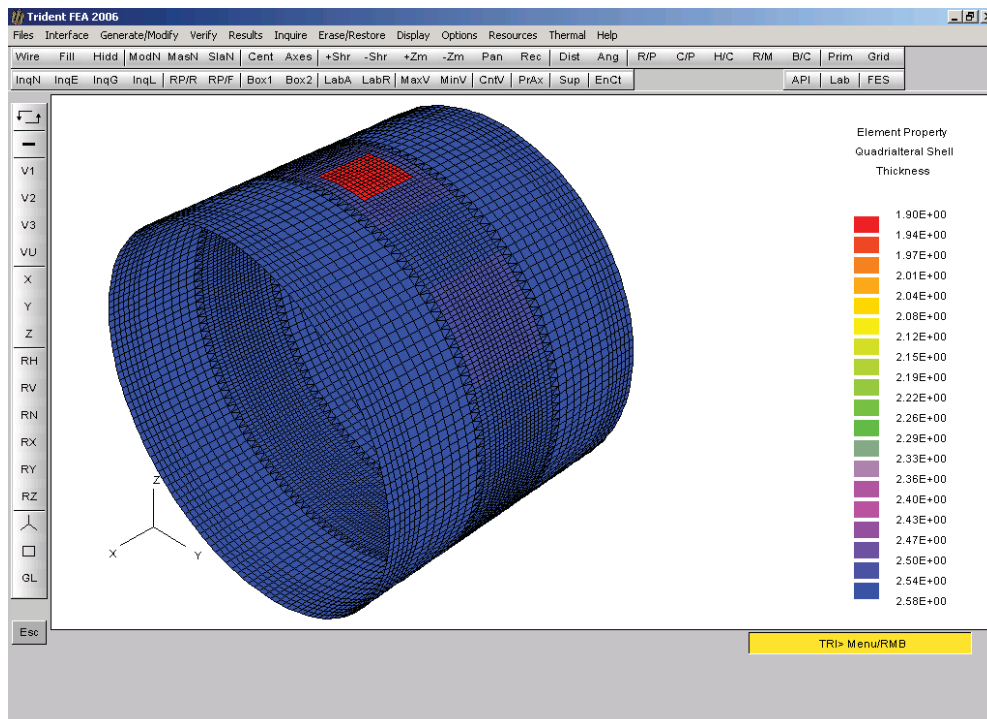 Trident FEA 2006
Files Interface Generate/Modify Verify Results Inquire Erase/Restore Display Options Resources Thermal Help
Wire Fill Hidd ModN MasN SlaN Cent Axes +Shr -Shr +Zm -Zm Pan Rec Dist Ang R/P C/P H/C R/M B/C Prim Grid
InqN InqE InqG InqL RP/R RP/F Box1 Box2 LabA LabR MaxV MinV CntV PrAx Sup EnCt API Lab FES
V1
V2
V3
VU
X
Y
Z
RH
RV
RN
RX
RY
RZ
GL
Esc
Z
X
Y
Element Property
Quadrialteral Shell
Thickness
1.90E+00
1.94E+00
1.97E+00
2.01E+00
2.04E+00
2.08E+00
2.12E+00
2.15E+00
2.19E+00
2.22E+00
2.26E+00
2.29E+00
2.33E+00
2.36E+00
2.40E+00
2.43E+00
2.47E+00
2.50E+00
2.54E+00
2.58E+00
TRI> Menu/RMB